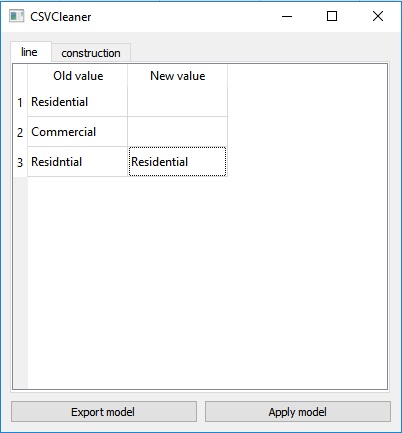 CSVCleaner
line construction
Old value New value
1 Residential
2 Commercial
3 Residntial Residential
Export model Apply model